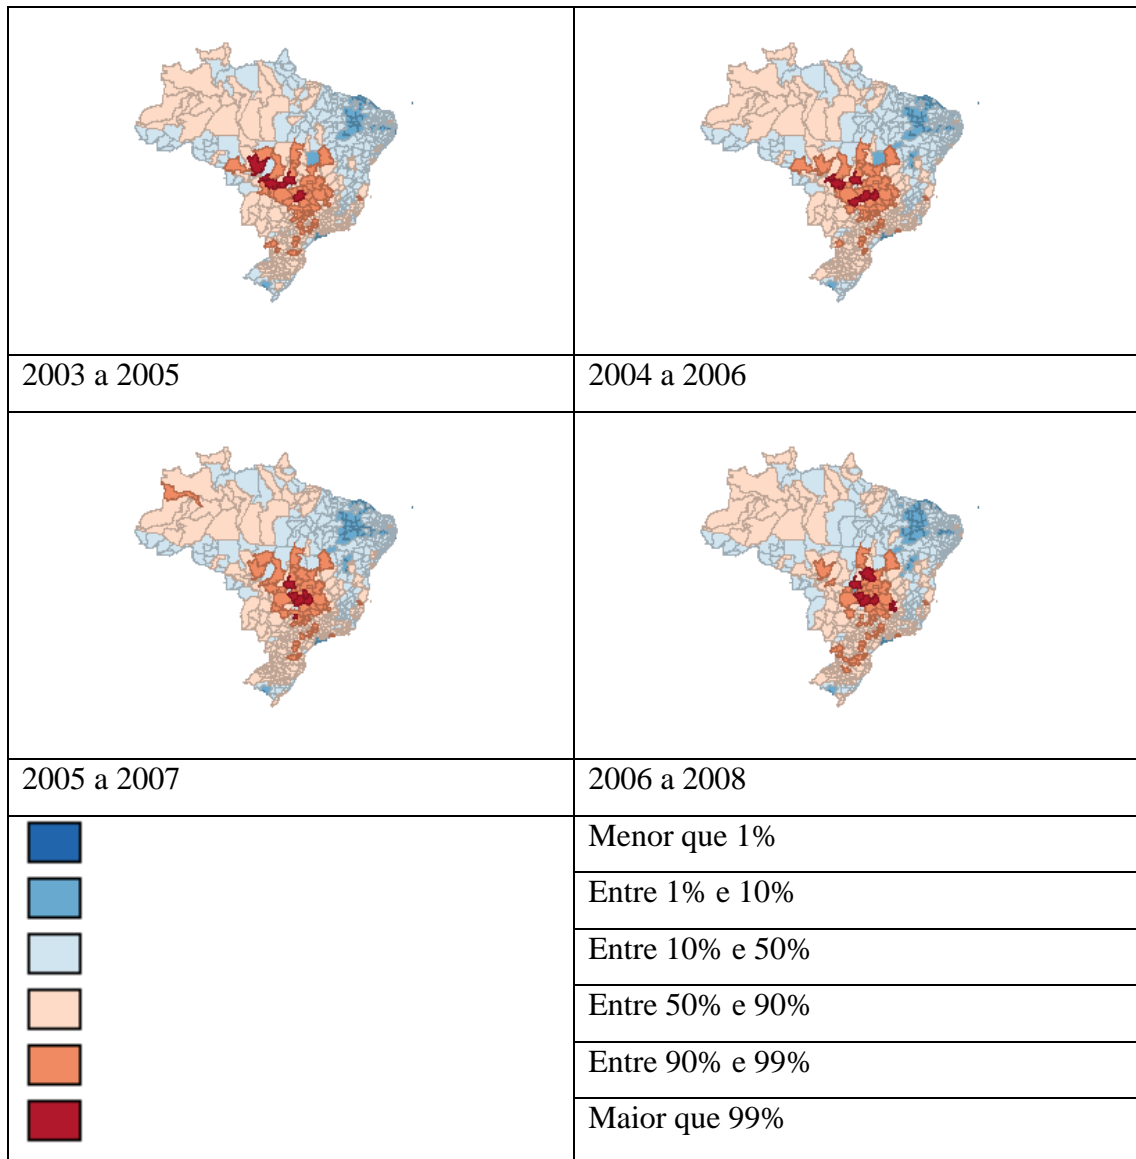 2003 a 2005
2004 a 2006
2005 a 2007
2006 a 2008
Menor que 1%
Entre 1% e 10%
Entre 10% e 50%
Entre 50% e 90%
Entre 90% e 99%
Maior que 99%